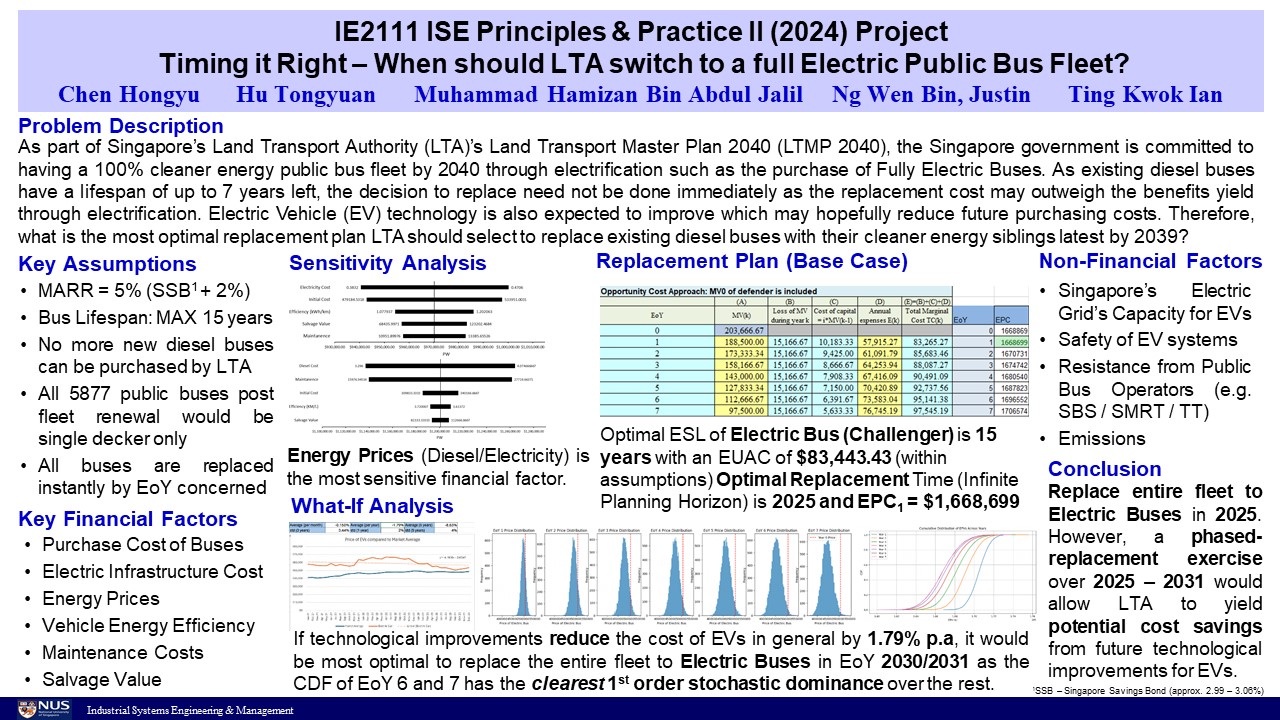 IE2111 ISE Principles & Practice II (2024) Project
Timing it Right – When should LTA switch to a full Electric Public Bus Fleet?
Chen Hongyu Hu Tongyuan Muhammad Hamizan Bin Abdul Jalil Ng Wen Bin, Justin Ting Kwok Ian
Problem Description
As part of Singapore's Land Transport Authority (LTA)'s Land Transport Master Plan 2040 (LTMP 2040), the Singapore government is committed to
having a 100% cleaner energy public bus fleet by 2040 through electrification such as the purchase of Fully Electric Buses. As existing diesel buses
have a lifespan of up to 7 years left, the decision to replace need not be done immediately as the replacement cost may outweigh the benefits yield
through electrification. Electric Vehicle (EV) technology is also expected to improve which may hopefully reduce future purchasing costs. Therefore,
what is the most optimal replacement plan LTA should select to replace existing diesel buses with their cleaner energy siblings latest by 2039?
Key Assumptions
• MARR = 5% (SSB¹ + 2%)
• Bus Lifespan: MAX 15 years
• No more new diesel buses
can be purchased by LTA
• All 5877 public buses post
fleet renewal would be
single decker only
• All buses are replaced
instantly by EoY concerned
Key Financial Factors
• Purchase Cost of Buses
• Electric Infrastructure Cost
• Energy Prices
• Vehicle Energy Efficiency
• Maintenance Costs
• Salvage Value
Sensitivity Analysis
Electricity Cost
Initial Cost
Efficiency (kWh/km)
Salvage Value
Maintanence
PW
Diesel Cost
Maintanence
Initial Cost
Efficiency (KM/L)
Salvage Value
PW
Energy Prices (Diesel/Electricity) is
the most sensitive financial factor.
What-If Analysis
Price of EVs compared to Market Average
EoY 1 Price Distribution
EoY 2 Price Distribution
EoY 3 Price Distribution
EoY 4 Price Distribution
EoY 5 Price Distribution
EoY 6 Price Distribution
EoY 7 Price Distribution
Cumulative Distribution of EPCs Across Years
If technological improvements reduce the cost of EVs in general by 1.79% p.a, it would
be most optimal to replace the entire fleet to Electric Buses in EoY 2030/2031 as the
CDF of EoY 6 and 7 has the clearest 1st order stochastic dominance over the rest.
Replacement Plan (Base Case)
Opportunity Cost Approach: MV0 of defender is included
EoY (A) MV(k) (B) Loss of MV during year k (C) Cost of capital = r*MV(k-1) (D) Annual expenses E(k) (E)=(B)+(C)+(D) Total Marginal Cost TC(k) EoY EPC
0 203,666.67 0 1668869
1 188,500.00 15,166.67 10,183.33 57,915.27 83,265.27 1 1668699
2 173,333.34 15,166.67 9,425.00 61,091.79 85,683.46 2 1670731
3 158,166.67 15,166.67 8,666.67 64,253.94 88,087.27 3 1674742
4 143,000.00 15,166.67 7,908.33 67,416.09 90,491.09 4 1680540
5 127,833.34 15,166.67 7,150.00 70,420.89 92,737.56 5 1687823
6 112,666.67 15,166.67 6,391.67 73,583.04 95,141.38 6 1696552
7 97,500.00 15,166.67 5,633.33 76,745.19 97,545.19 7 1706574
Optimal ESL of Electric Bus (Challenger) is 15
years with an EUAC of $83,443.43 (within
assumptions) Optimal Replacement Time (Infinite
Planning Horizon) is 2025 and EPC₁ = $1,668,699
Non-Financial Factors
• Singapore's Electric
Grid's Capacity for EVs
• Safety of EV systems
• Resistance from Public
Bus Operators (e.g.
SBS / SMRT / TT)
• Emissions
Conclusion
Replace entire fleet to
Electric Buses in 2025.
However, a phased-
replacement exercise
over 2025 – 2031 would
allow LTA to yield
potential cost savings
from future technological
improvements for EVs.
¹SSB – Singapore Savings Bond (approx. 2.99 – 3.06%)
NUS
National University
of Singapore
Industrial Systems Engineering & Management